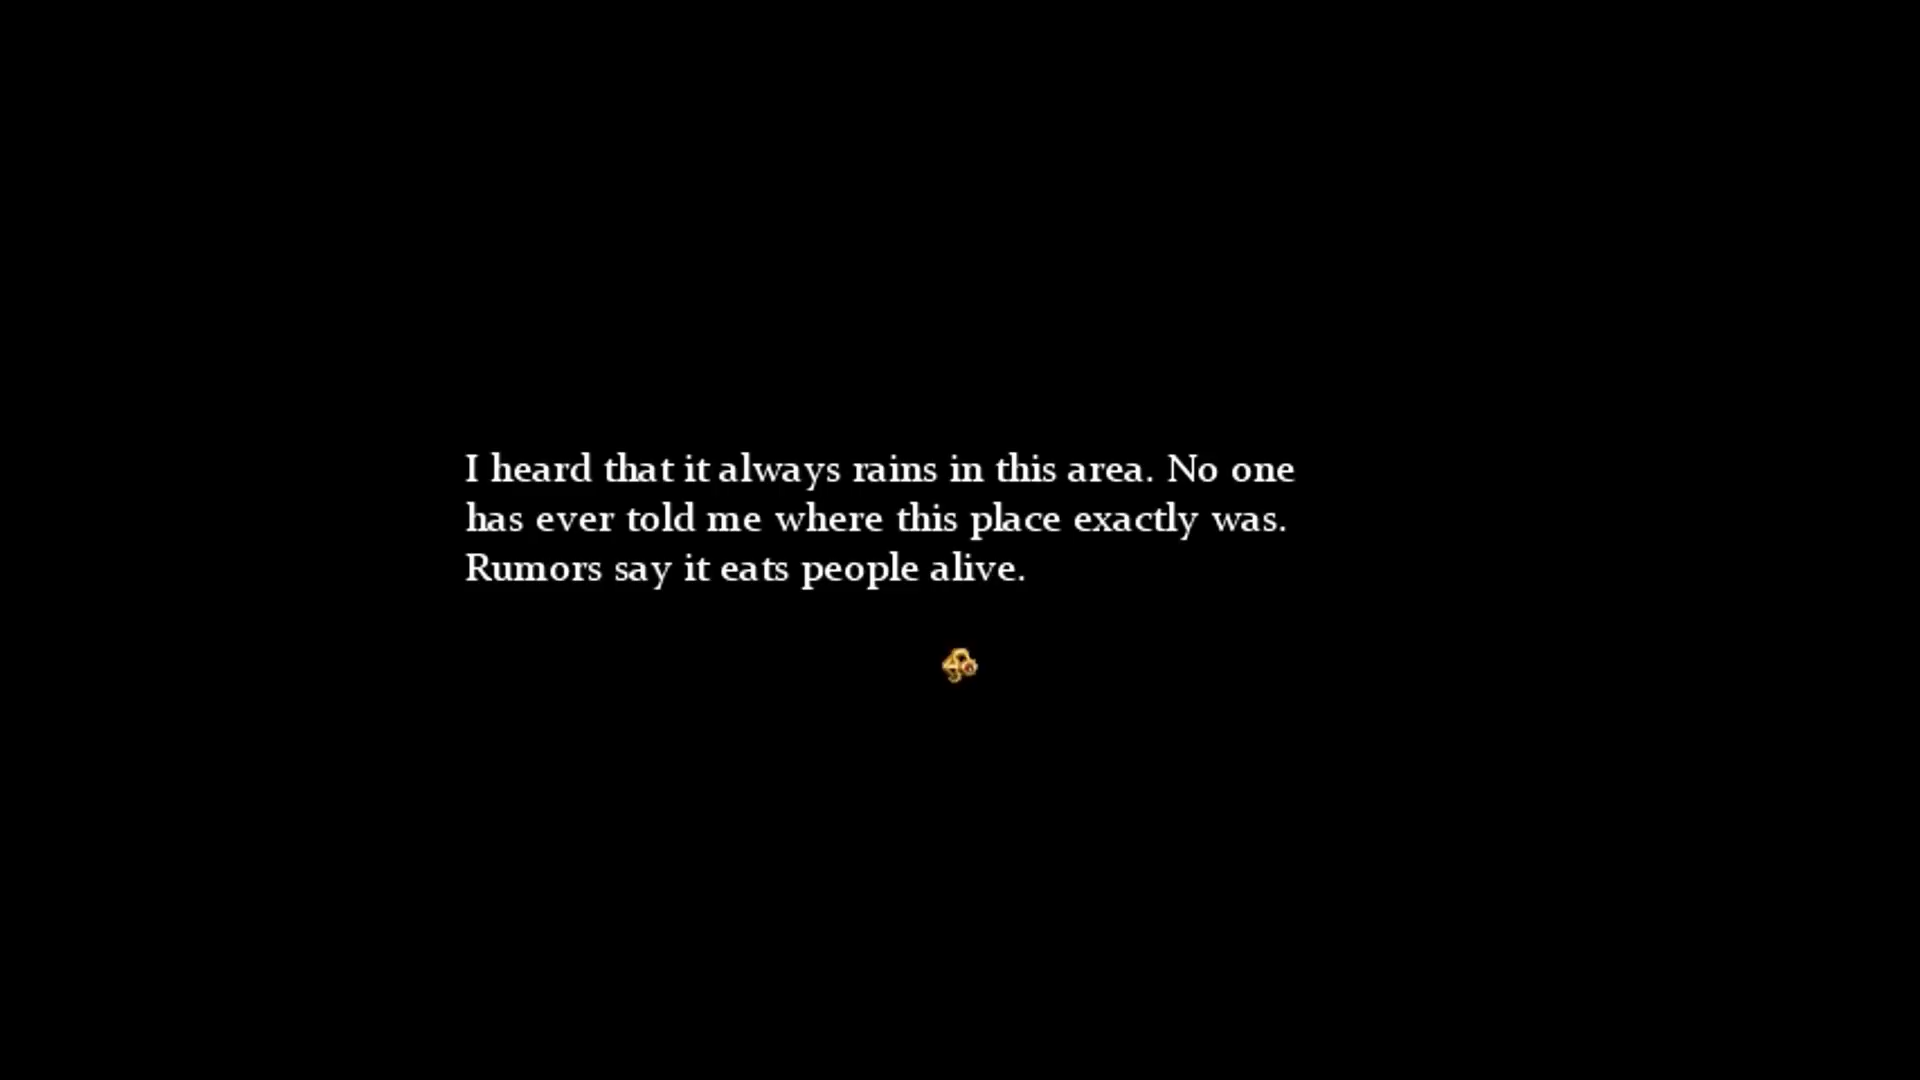 I heard that it always rains in this area. No one
has ever told me where this place exactly was.
Rumors say it eats people alive.